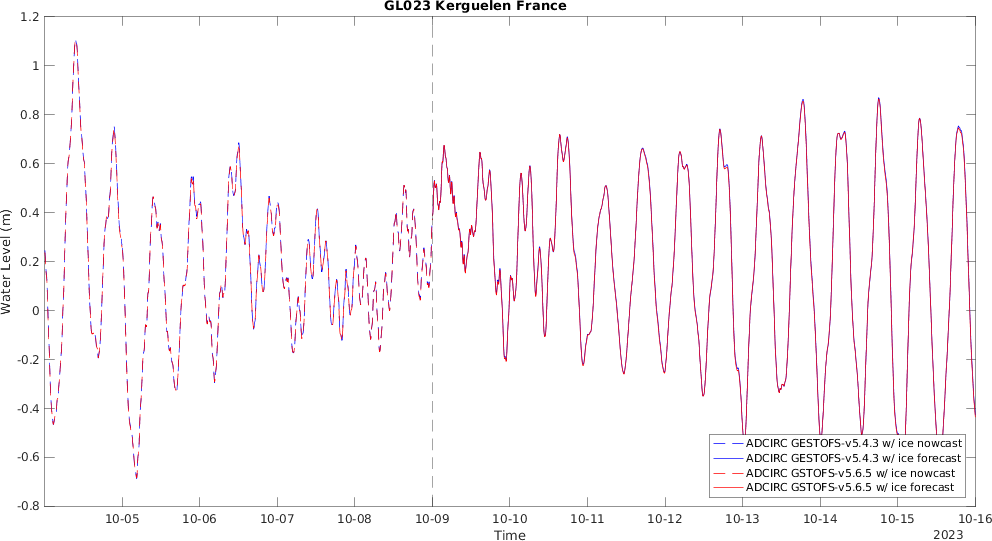 GL023 Kerguelen France
1.2
1
0.8
0.6
0.4
0.2
0
-0.2
-0.4
-0.6
-0.8
Water Level (m)
ADCIRC GESTOFS-v5.4.3 w/ ice nowcast
ADCIRC GESTOFS-v5.4.3 w/ ice forecast
ADCIRC GSTOFS-v5.6.5 w/ ice nowcast
ADCIRC GSTOFS-v5.6.5 w/ ice forecast
10-05 10-06 10-07 10-08 10-09 10-10 10-11 10-12 10-13 10-14 10-15 10-16
Time
2023